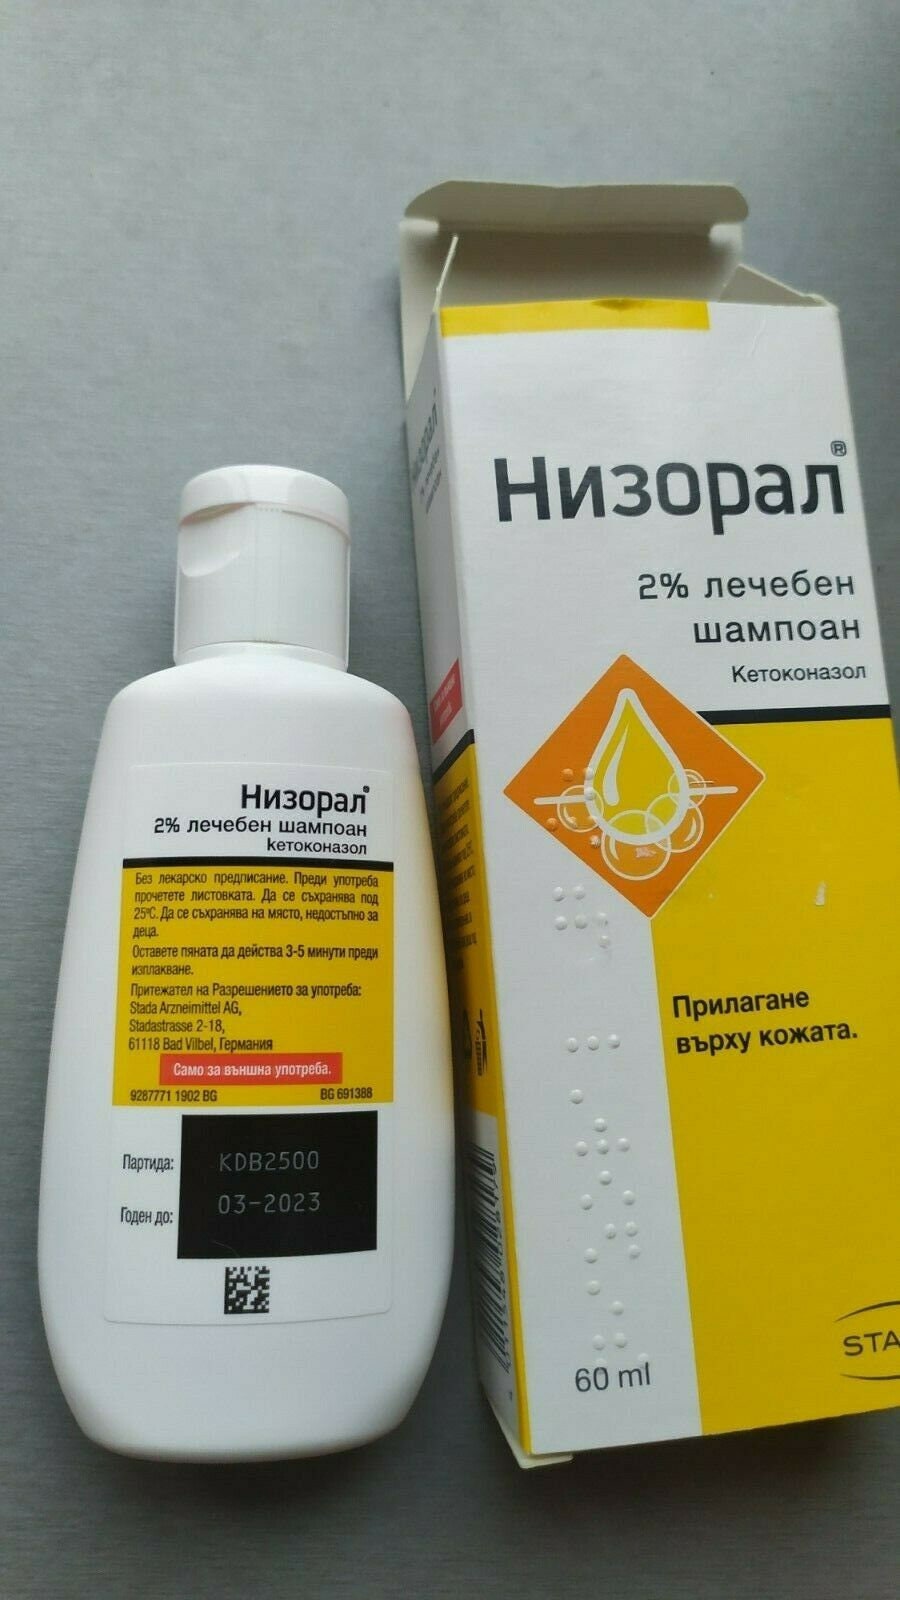 Низорал®
2% лечебен шампоан
кетоконазол
Без лекарско предписание. Преди употреба
прочетете листовката. Да се съхранява под
25ºС. Да се съхранява на място, недостъпно за
деца.
Оставете пяната да действа 3-5 минути преди
изплакване.
Притежател на Разрешението за употреба:
Stada Arzneimittel AG,
Stadastrasse 2-18,
61118 Bad Vilbel, Германия
Само за външна употреба.
9287771 1902 BG BG 691388
Партида: KDB2500
Годен до: 03-2023
Низорал®
2% лечебен
шампоан
Кетоконазол
Прилагане
върху кожата.
60 ml
STA